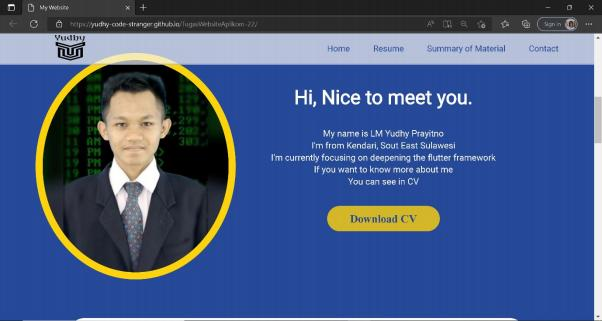 My Website
https://yudhy-code-stranger.github.io/TugasWebsiteAplikom-22/
Sign in
Yudhy
Home
Resume
Summary of Material
Contact
Hi, Nice to meet you.
My name is LM Yudhy Prayitno
I'm from Kendari, Sout East Sulawesi
I'm currently focusing on deepening the flutter framework
If you want to know more about me
You can see in CV
Download CV